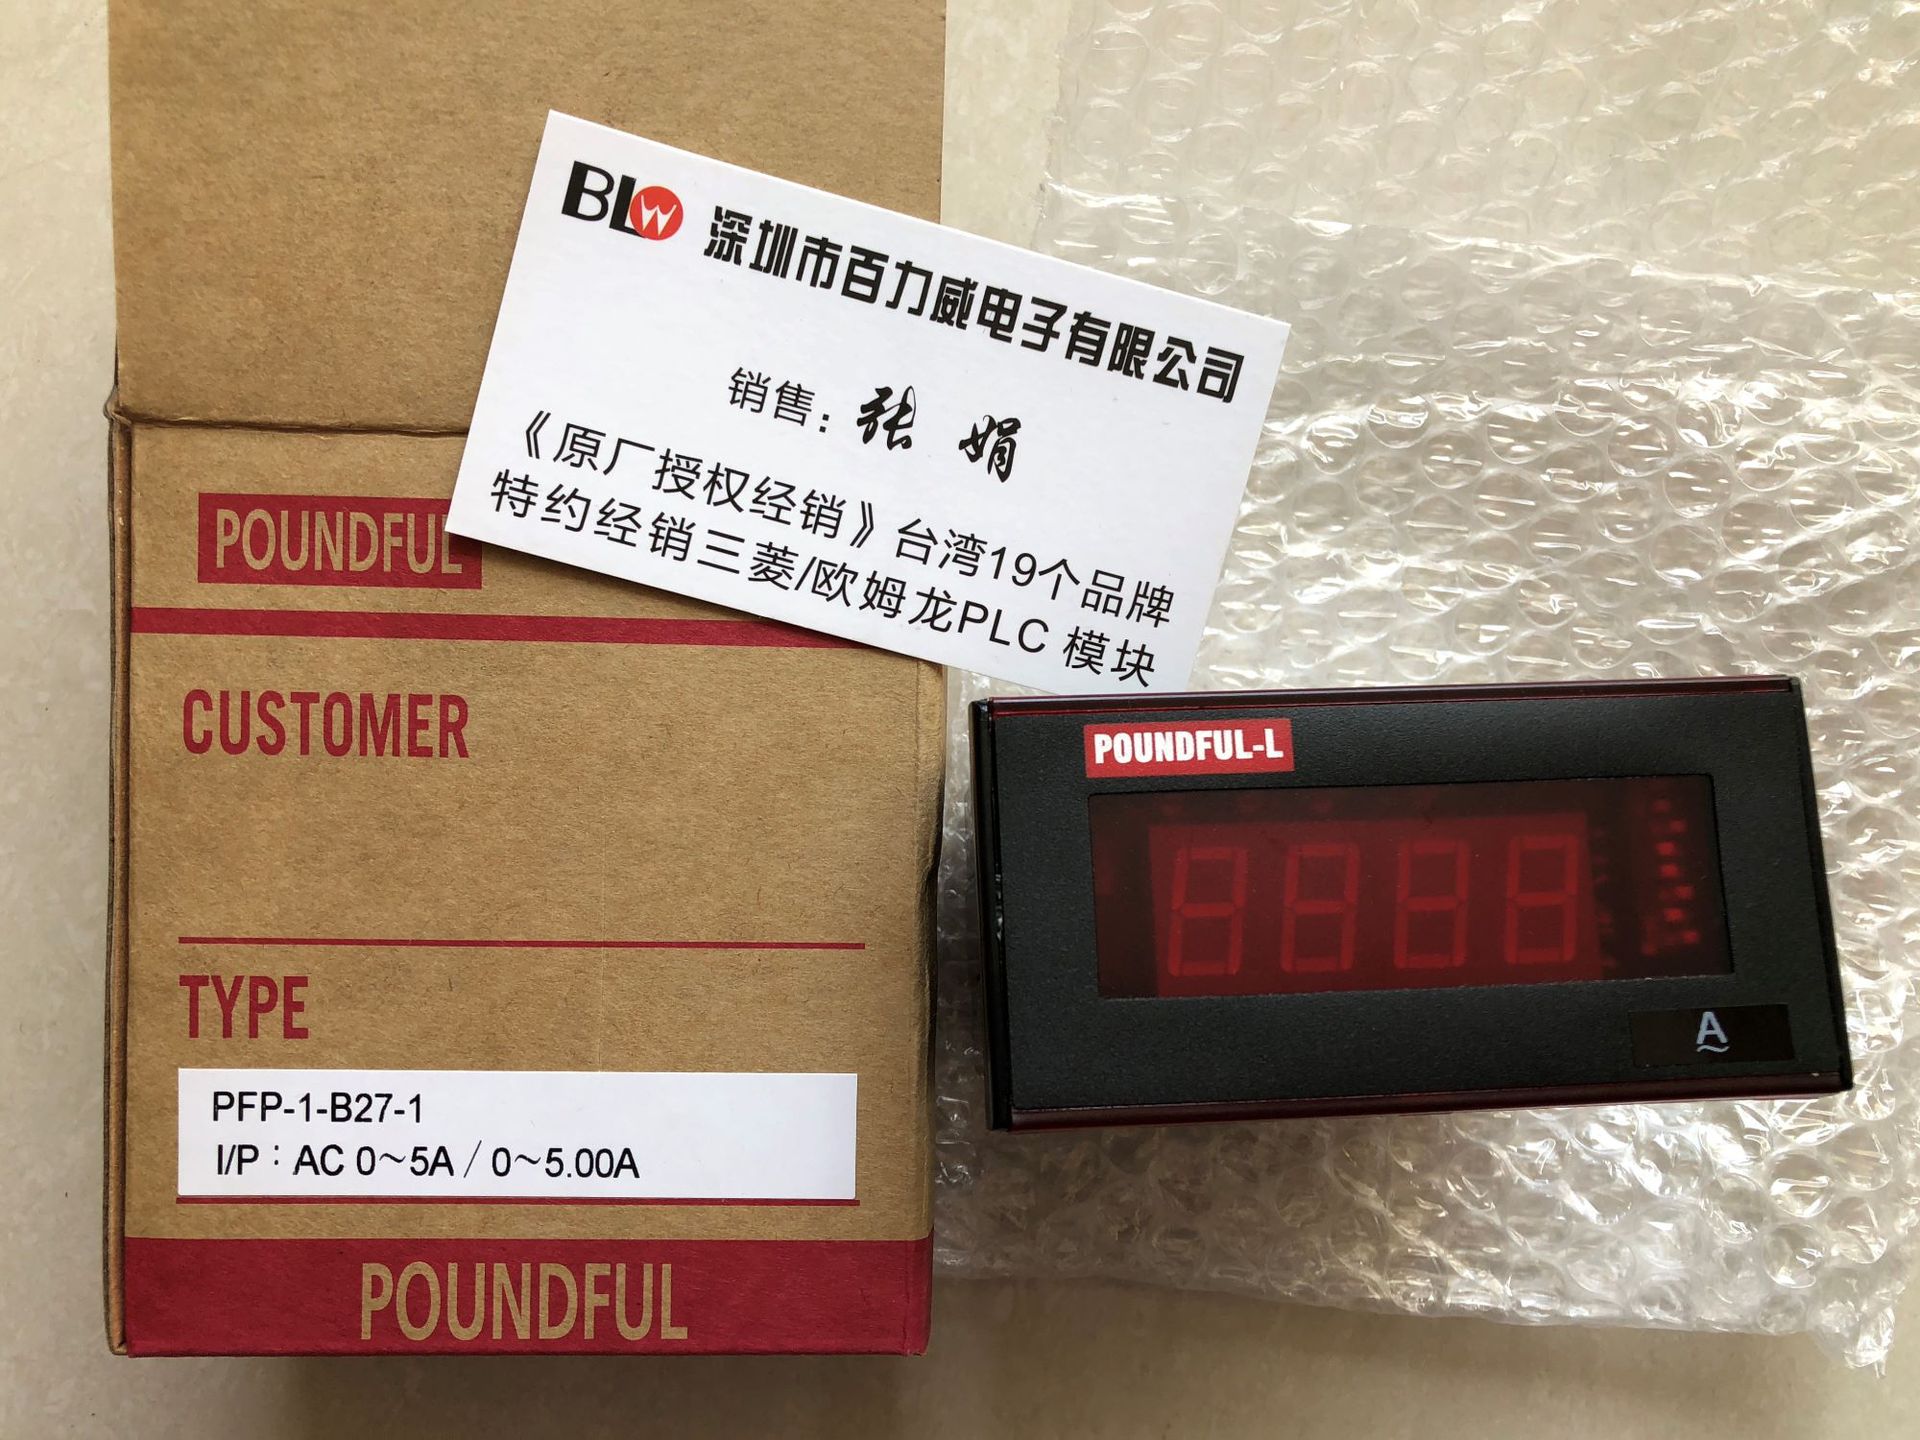 BLW 深圳市百力威电子有限公司
销售：张 娟
《原厂授权经销》台湾19个品牌
特约经销三菱/欧姆龙PLC 模块
POUNDFUL
CUSTOMER
TYPE
PFP-1-B27-1
I/P：AC 0~5A / 0~5.00A
POUNDFUL
POUNDFUL-L
8888
A
~